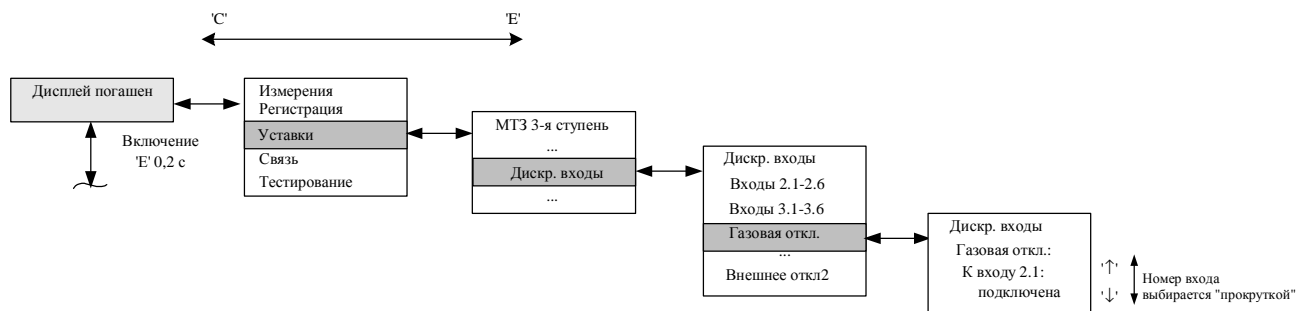 'C'
'E'
Дисплей погашен
Включение
'E' 0,2 с
Измерения
Регистрация
Уставки
Связь
Тестирование
МТЗ 3-я ступень
...
Дискр. входы
...
Дискр. входы
Входы 2.1-2.6
Входы 3.1-3.6
Газовая откл.
...
Внешнее откл2
Дискр. входы
Газовая откл.:
К входу 2.1:
подключена
'↑'
'↓'
Номер входа
выбирается "прокруткой"